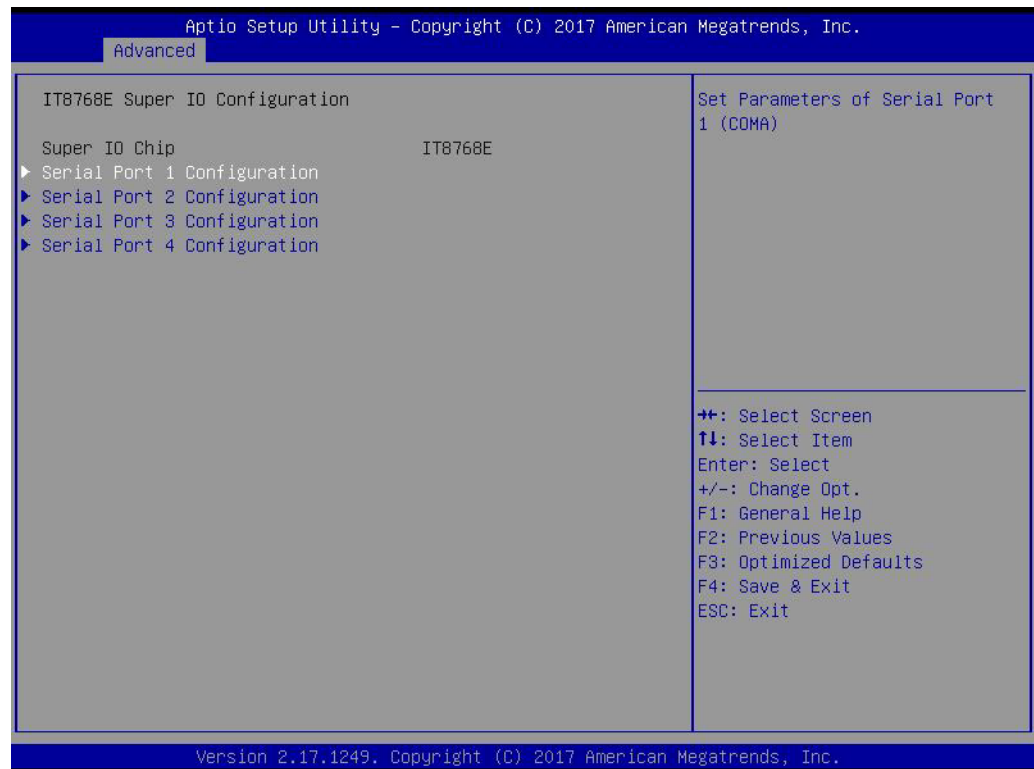 Aptio Setup Utility – Copyright (C) 2017 American Megatrends, Inc.
Advanced
IT8768E Super IO Configuration
Super IO Chip IT8768E
Serial Port 1 Configuration
Serial Port 2 Configuration
Serial Port 3 Configuration
Serial Port 4 Configuration
Set Parameters of Serial Port
1 (COMA)
→←: Select Screen
↑↓: Select Item
Enter: Select
+/-: Change Opt.
F1: General Help
F2: Previous Values
F3: Optimized Defaults
F4: Save & Exit
ESC: Exit
Version 2.17.1249. Copyright (C) 2017 American Megatrends, Inc.